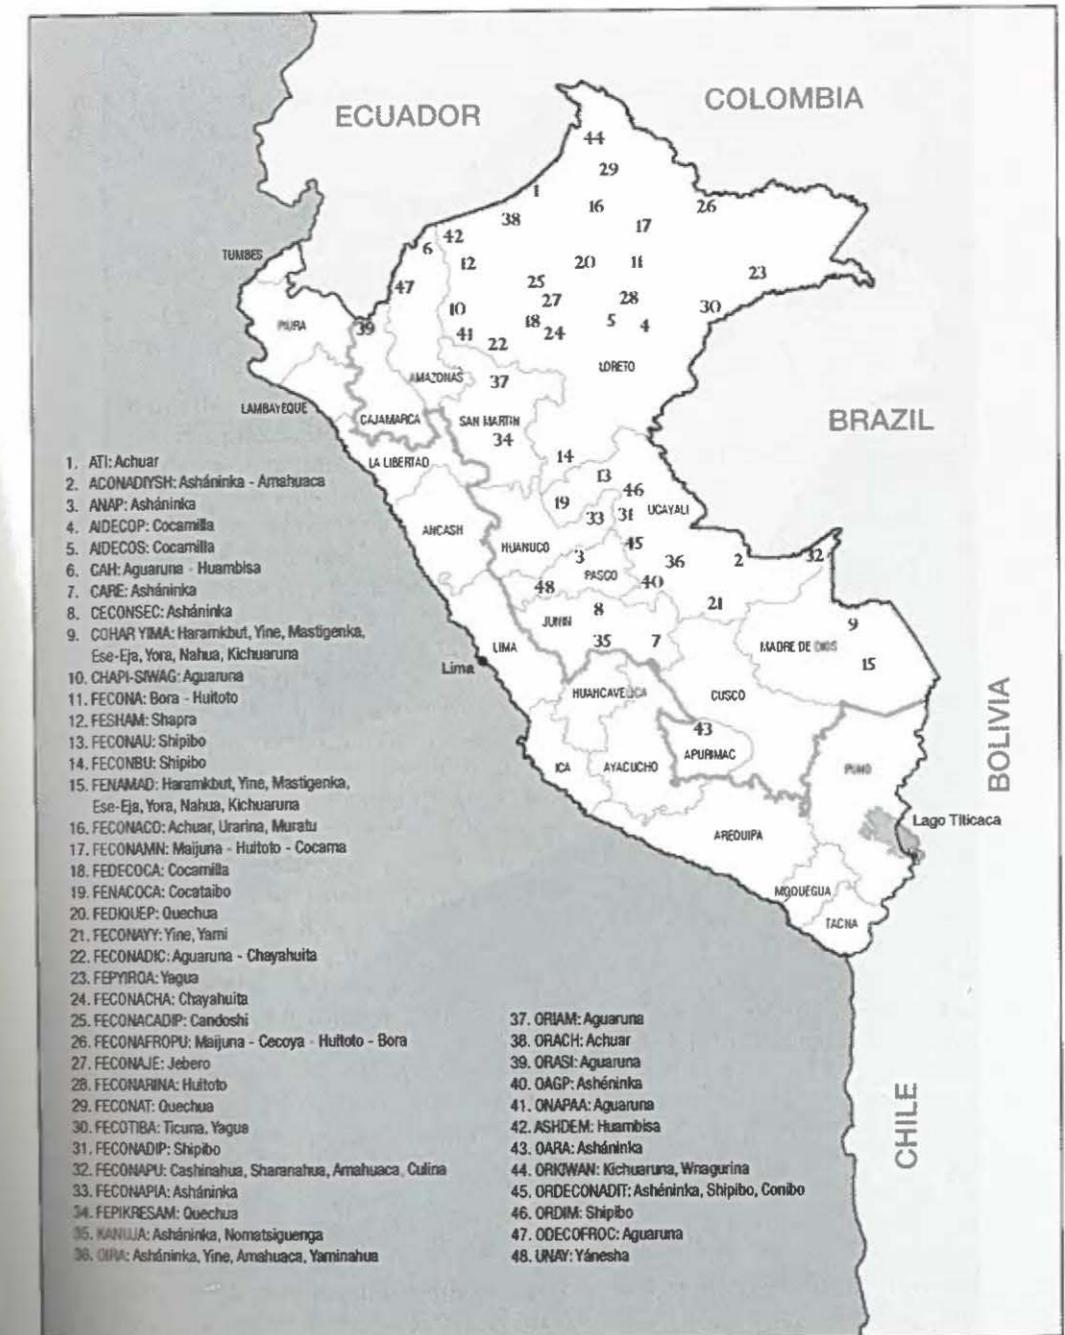 ECUADOR
COLOMBIA
44
29
1
16
26
38
17
42
6
12
20
11
TUMBES
25
23
47
27
28
10
30
PIURA
39
18
5
4
41
24
22
LORETO
AMAZONAS
37
LAMBAYEQUE
CAJAMARCA
SAN MARTIN
BRAZIL
34
LA LIBERTAD
14
13
46
19
31
UCAYALI
33
ANCASH
HUANUCO
45
3
36
2
32
PASCO
48
40
21
8
JUNIN
9
35
7
LIMA
MADRE DE DIOS
Lima
15
HUAHCAVELICA
CUSCO
43
APURIMAC
BOLIVIA
ICA
AYACUCHO
PUNO
Lago Titicaca
AREQUIPA
MOQUEGUA
TACNA
CHILE
1. ATI: Achuar
2. ACONADIYSH: Asháninka - Amahuaca
3. ANAP: Asháninka
4. AIDECOP: Cocamilla
5. AIDECOS: Cocamilla
6. CAH: Aguaruna - Huambisa
7. CARE: Asháninka
8. CECONSEC: Asháninka
9. COHAR YIMA: Haramkbut, Yine, Mastigenka,
Ese-Eja, Yora, Nahua, Kichuaruna
10. CHAPI-SIWAG: Aguaruna
11. FECONA: Bora - Huitoto
12. FESHAM: Shapra
13. FECONAU: Shipibo
14. FECONBU: Shipibo
15. FENAMAD: Haramkbut, Yine, Mastigenka,
Ese-Eja, Yora, Nahua, Kichuaruna
16. FECONACO: Achuar, Urarina, Muratu
17. FECONAMN: Maijuna - Huitoto - Cocama
18. FEDECOCA: Cocamilla
19. FENACOCA: Cocataibo
20. FEDIQUEP: Quechua
21. FECONAYY: Yine, Yami
22. FECONADIC: Aguaruna - Chayahuita
23. FEPYIROA: Yagua
24. FECONACHA: Chayahuita
25. FECONACADIP: Candoshi
26. FECONAFROPU: Maijuna - Cecoya - Huitoto - Bora
27. FECONAJE: Jebero
28. FECONARINA: Huitoto
29. FECONAT: Quechua
30. FECOTIBA: Ticuna, Yagua
31. FECONADIP: Shipibo
32. FECONAPU: Cashinahua, Sharanahua, Amahuaca, Culina
33. FECONAPIA: Asháninka
34. FEPIKRESAM: Quechua
35. KANUJA: Asháninka, Nomatsiguenga
36. OIRA: Asháninka, Yine, Amahuaca, Yaminahua
37. ORIAM: Aguaruna
38. ORACH: Achuar
39. ORASI: Aguaruna
40. OAGP: Ashéninka
41. ONAPAA: Aguaruna
42. ASHDEM: Huambisa
43. OARA: Asháninka
44. ORKIWAN: Kichuaruna, Wnagurina
45. ORDECONADIT: Ashéninka, Shipibo, Conibo
46. ORDIM: Shipibo
47. ODECOFROC: Aguaruna
48. UNAY: Yánesha